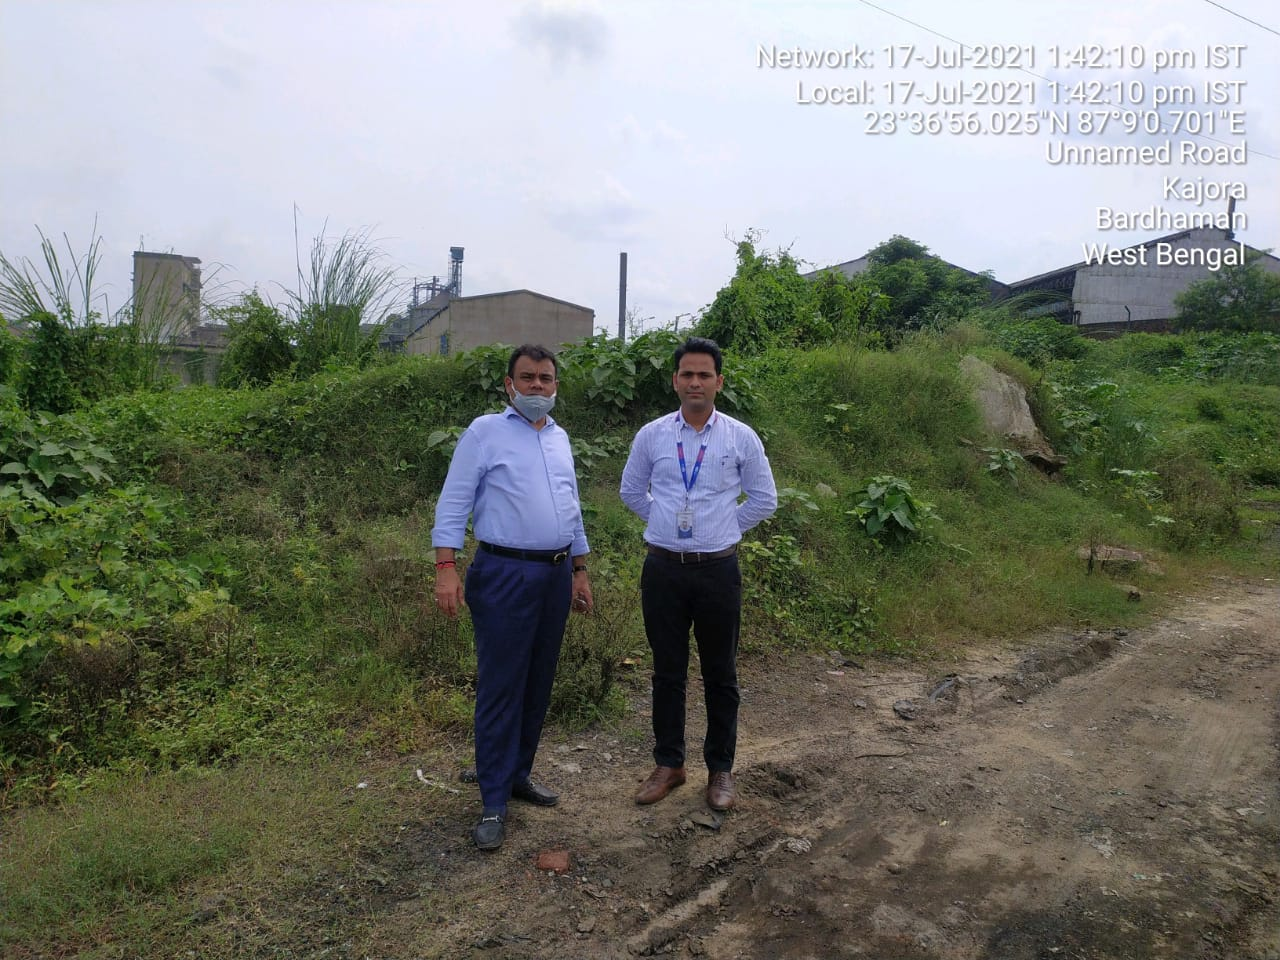 Network: 17-Jul-2021 1:42:10 pm IST
Local: 17-Jul-2021 1:42:10 pm IST
23°36'56.025"N 87°9'0.701"E
Unnamed Road
Kajora
Bardhaman
West Bengal